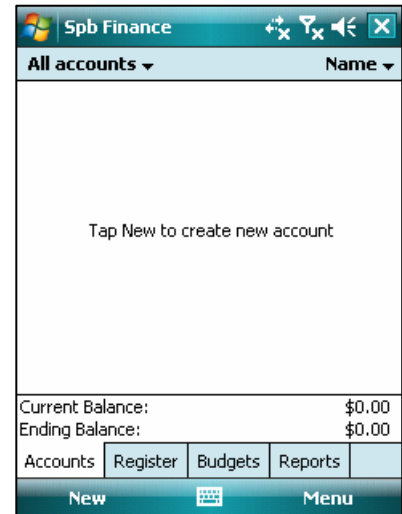 Spb Finance
All accounts Name
Tap New to create new account
Current Balance: $0.00
Ending Balance: $0.00
Accounts Register Budgets Reports
New Menu